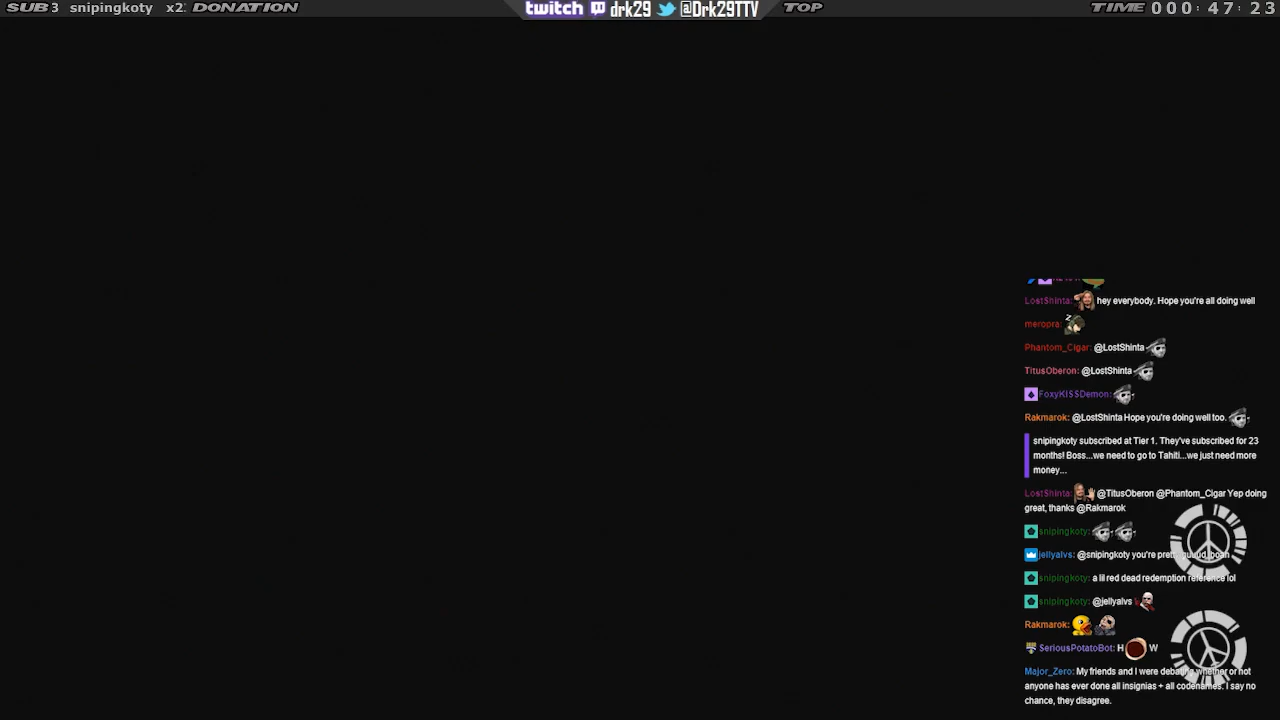 SUB 3 snipingkoty x2 DONATION twitch drk29 @Drk29TTV TOP TIME 000:47:23
LostShinta: hey everybody. Hope you're all doing well
meropra:
Phantom_Cigar: @LostShinta
TitusOberon: @LostShinta
FoxyKISSDemon:
Rakmarok: @LostShinta Hope you're doing well too.
snipingkoty subscribed at Tier 1. They've subscribed for 23
months! Boss...we need to go to Tahiti...we just need more
money...
LostShinta: @TitusOberon @Phantom_Cigar Yep doing
great, thanks @Rakmarok
snipingkoty:
jellyalvs: @snipingkoty you're boah
snipingkoty: a lil red dead redemption reference lol
snipingkoty: @jellyalvs
Rakmarok:
SeriousPotatoBot: H W
Major_Zero: My friends and I were debating whether or not
anyone has ever done all insignias + all codenames. I say no
chance, they disagree.